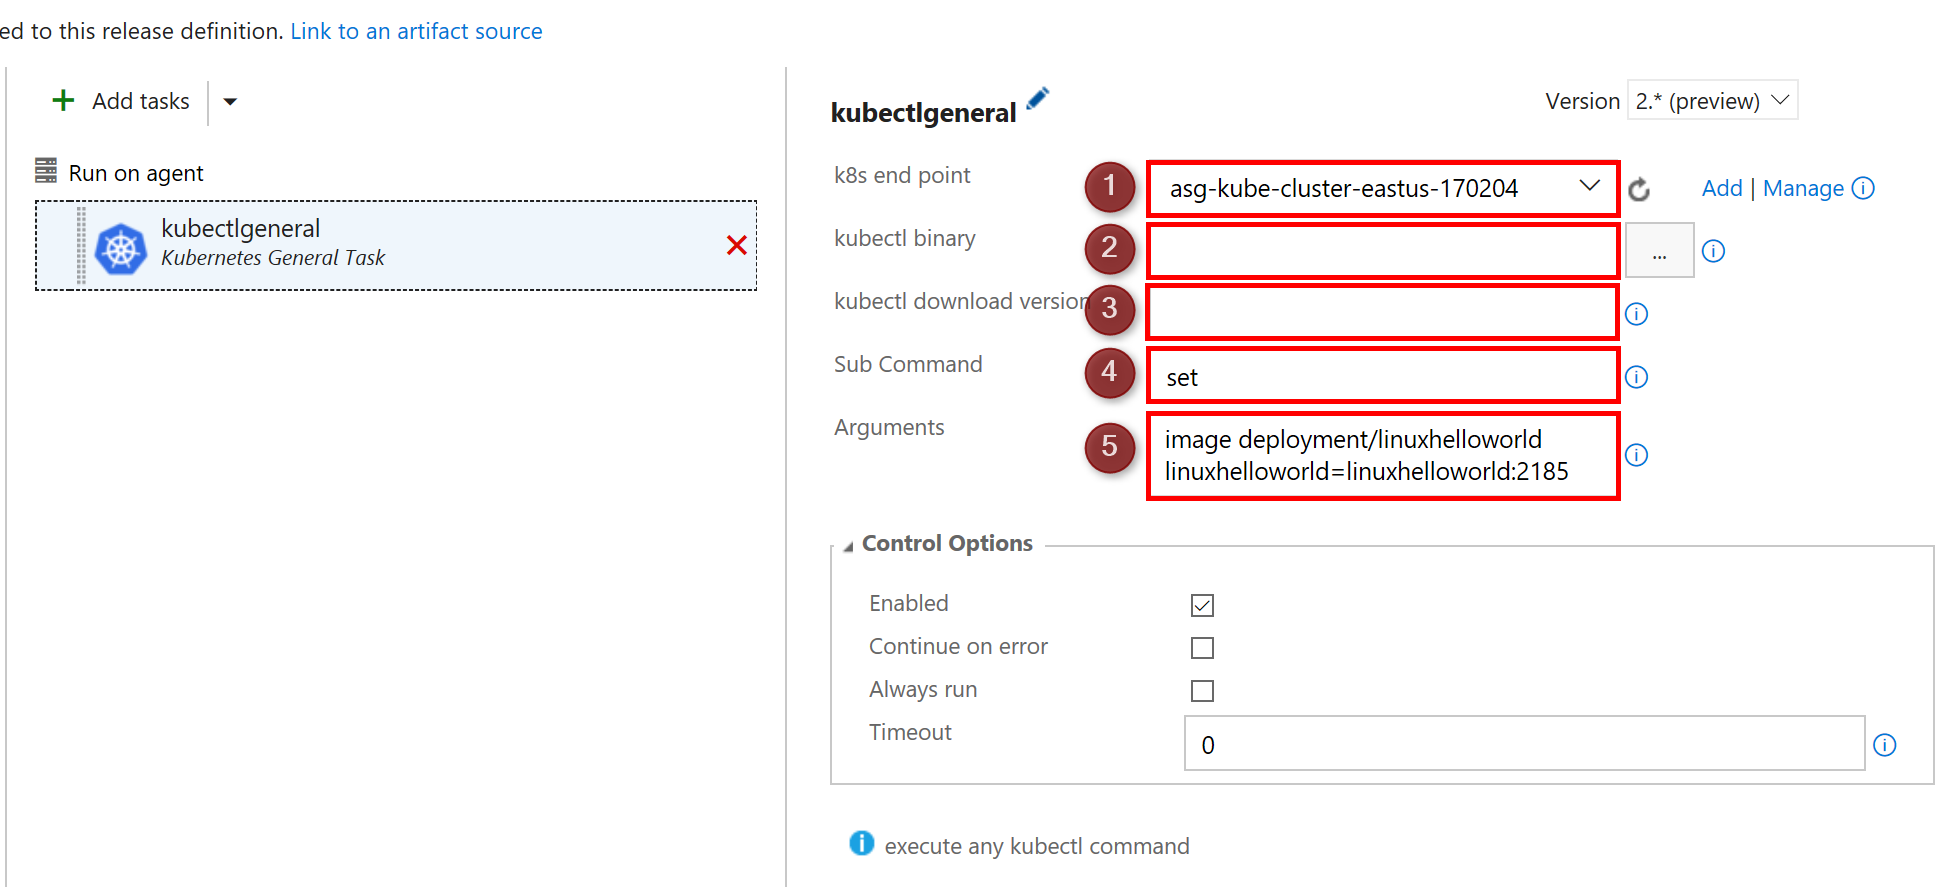 ed to this release definition. Link to an artifact source
Add tasks
Run on agent
kubectlgeneral
Kubernetes General Task
kubectlgeneral
Version 2.* (preview)
k8s end point 1 asg-kube-cluster-eastus-170204 Add | Manage
kubectl binary 2 ...
kubectl download version 3
Sub Command 4 set
Arguments 5 image deployment/linuxhelloworld
linuxhelloworld=linuxhelloworld:2185
Control Options
Enabled
Continue on error
Always run
Timeout 0
execute any kubectl command